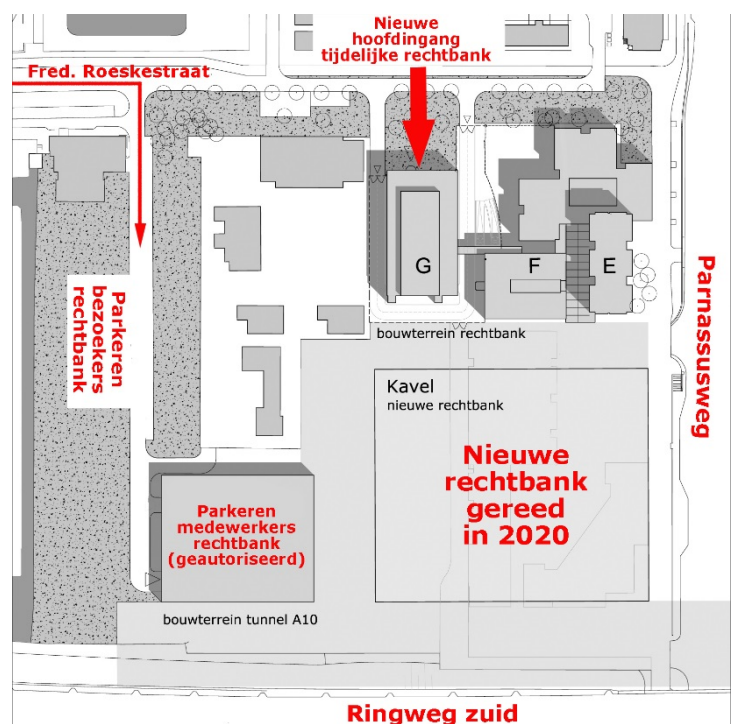 Nieuwe
hoofdingang
tijdelijke rechtbank
Fred. Roeskestraat
G
F
E
Parkeren
bezoekers
rechtbank
Parnassusweg
bouwterrein rechtbank
Kavel
nieuwe rechtbank
Nieuwe
rechtbank
gereed
in 2020
Parkeren
medewerkers
rechtbank
(geautoriseerd)
bouwterrein tunnel A10
Ringweg zuid